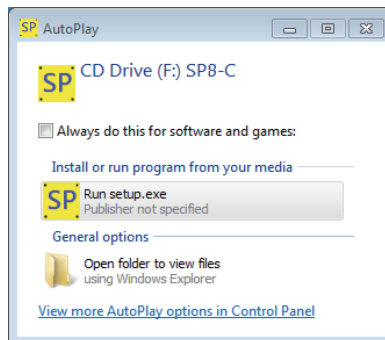 SP AutoPlay
SP CD Drive (F:) SP8-C
Always do this for software and games:
Install or run program from your media
SP Run setup.exe
Publisher not specified
General options
Open folder to view files
using Windows Explorer
View more AutoPlay options in Control Panel